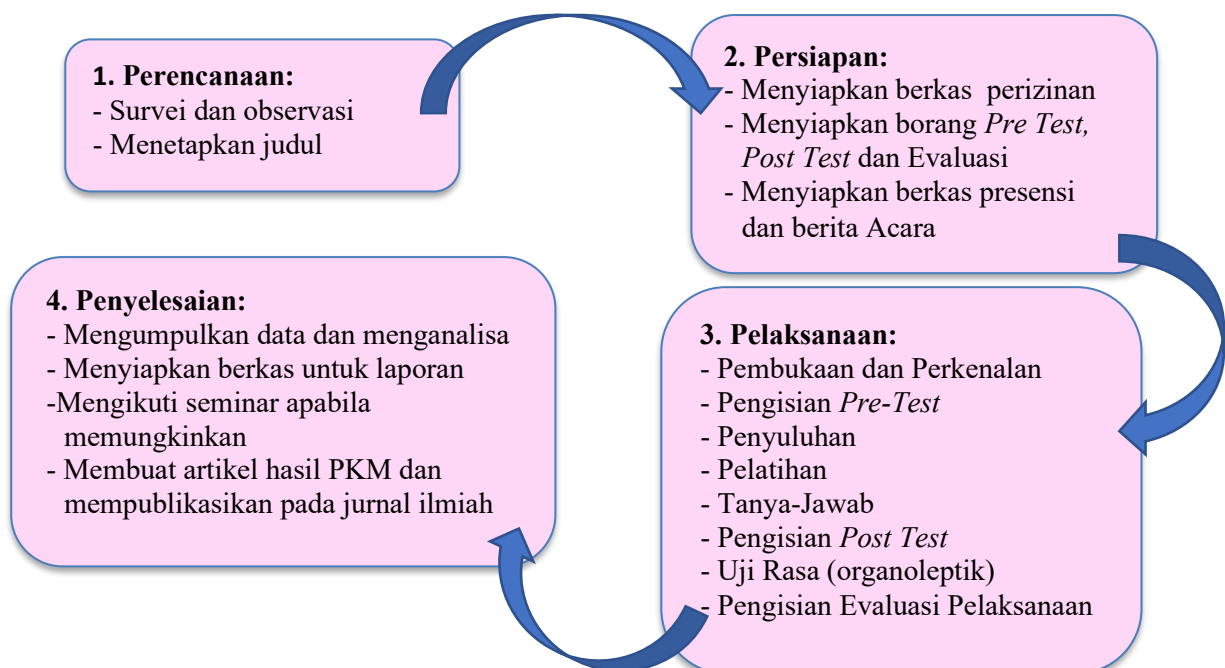 1. Perencanaan:
- Survei dan observasi
- Menetapkan judul
2. Persiapan:
- Menyiapkan berkas perizinan
- Menyiapkan borang Pre Test,
Post Test dan Evaluasi
- Menyiapkan berkas presensi
dan berita Acara
3. Pelaksanaan:
- Pembukaan dan Perkenalan
- Pengisian Pre-Test
- Penyuluhan
- Pelatihan
- Tanya-Jawab
- Pengisian Post Test
- Uji Rasa (organoleptik)
- Pengisian Evaluasi Pelaksanaan
4. Penyelesaian:
- Mengumpulkan data dan menganalisa
- Menyiapkan berkas untuk laporan
-Mengikuti seminar apabila
memungkinkan
- Membuat artikel hasil PKM dan
mempublikasikan pada jurnal ilmiah